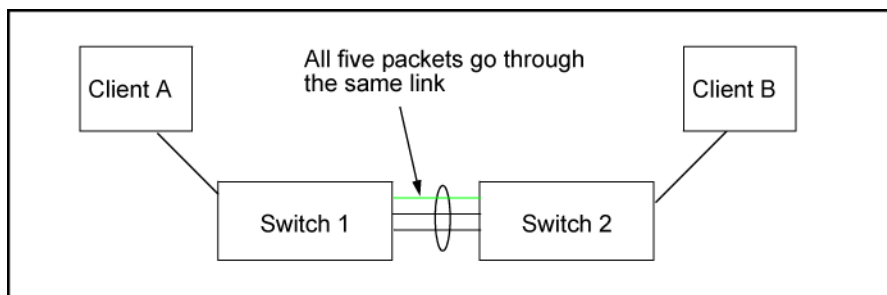 All five packets go through
the same link
Client A
Client B
Switch 1
Switch 2